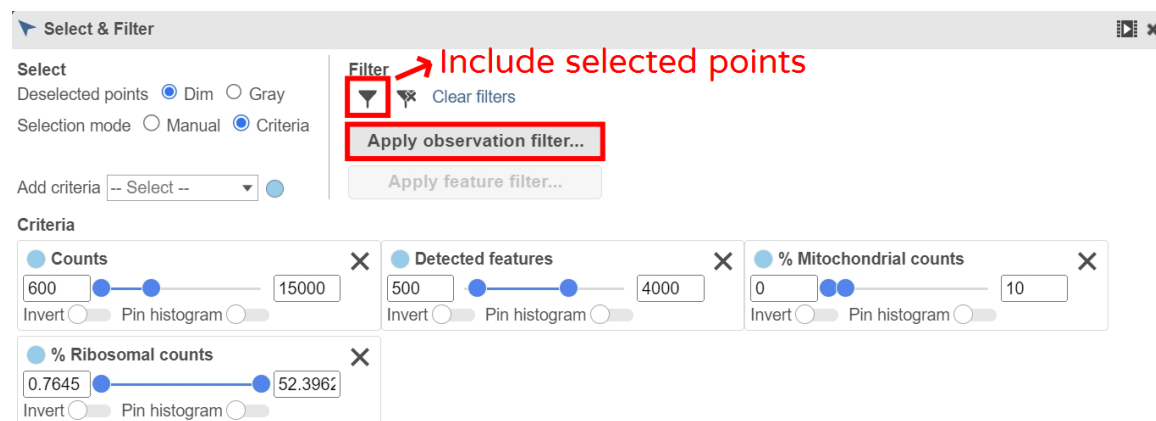 Select & Filter
Select
Deselected points Dim Gray
Selection mode Manual Criteria
Add criteria -- Select --
Filter
Include selected points
Clear filters
Apply observation filter...
Apply feature filter...
Criteria
Counts
600 15000
Invert Pin histogram
Detected features
500 4000
Invert Pin histogram
% Mitochondrial counts
0 10
Invert Pin histogram
% Ribosomal counts
0.7645 52.3962
Invert Pin histogram